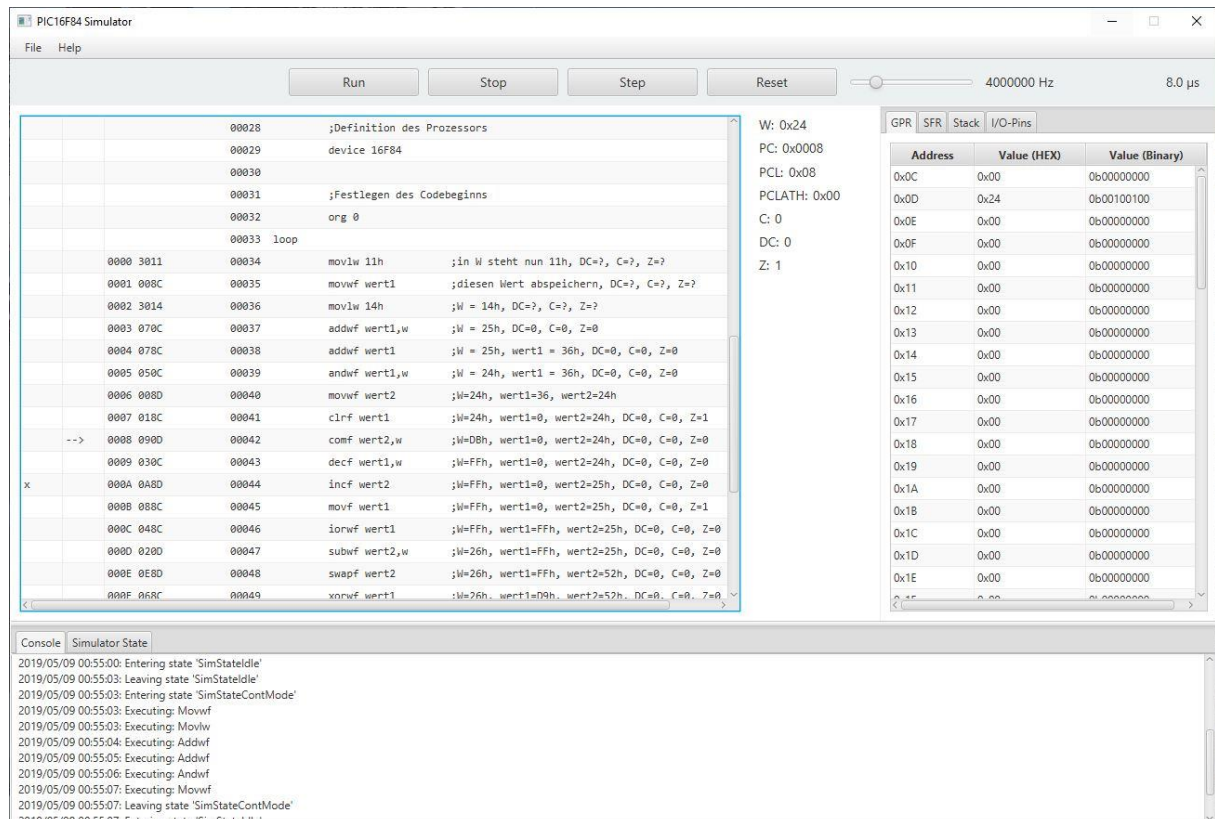 PIC16F84 Simulator
File Help
Run Stop Step Reset 4000000 Hz 8.0 µs
00028 ;Definition des Prozessors
00029 device 16F84
00030
00031 ;Festlegen des Codebeginns
00032 org 0
00033 loop
0000 3011 00034 movlw 11h ;in W steht nun 11h, DC=?, C=?, Z=?
0001 008C 00035 movwf wert1 ;diesen Wert abspeichern, DC=?, C=?, Z=?
0002 3014 00036 movlw 14h ;W = 14h, DC=?, C=?, Z=?
0003 070C 00037 addwf wert1,w ;W = 25h, DC=0, C=0, Z=0
0004 078C 00038 addwf wert1 ;W = 25h, wert1 = 36h, DC=0, C=0, Z=0
0005 050C 00039 andwf wert1,w ;W = 24h, wert1 = 36h, DC=0, C=0, Z=0
0006 008D 00040 movwf wert2 ;W=24h, wert1=36, wert2=24h
0007 018C 00041 clrf wert1 ;W=24h, wert1=0, wert2=24h, DC=0, C=0, Z=1
--> 0008 090D 00042 comf wert2,w ;W=DBh, wert1=0, wert2=24h, DC=0, C=0, Z=0
0009 030C 00043 decf wert1,w ;W=FFh, wert1=0, wert2=24h, DC=0, C=0, Z=0
x 000A 0A8D 00044 incf wert2 ;W=FFh, wert1=0, wert2=25h, DC=0, C=0, Z=0
000B 088C 00045 movf wert1 ;W=FFh, wert1=0, wert2=25h, DC=0, C=0, Z=1
000C 048C 00046 iorwf wert1 ;W=FFh, wert1=FFh, wert2=25h, DC=0, C=0, Z=0
000D 020D 00047 subwf wert2,w ;W=26h, wert1=FFh, wert2=25h, DC=0, C=0, Z=0
000E 0E8D 00048 swapf wert2 ;W=26h, wert1=FFh, wert2=52h, DC=0, C=0, Z=0
000F 068C 00049 xorwf wert1 ;W=26h, wert1=D9h, wert2=52h, DC=0, C=0, Z=0
W: 0x24
PC: 0x0008
PCL: 0x08
PCLATH: 0x00
C: 0
DC: 0
Z: 1
GPR SFR Stack I/O-Pins
Address Value (HEX) Value (Binary)
0x0C 0x00 0b00000000
0x0D 0x24 0b00100100
0x0E 0x00 0b00000000
0x0F 0x00 0b00000000
0x10 0x00 0b00000000
0x11 0x00 0b00000000
0x12 0x00 0b00000000
0x13 0x00 0b00000000
0x14 0x00 0b00000000
0x15 0x00 0b00000000
0x16 0x00 0b00000000
0x17 0x00 0b00000000
0x18 0x00 0b00000000
0x19 0x00 0b00000000
0x1A 0x00 0b00000000
0x1B 0x00 0b00000000
0x1C 0x00 0b00000000
0x1D 0x00 0b00000000
0x1E 0x00 0b00000000
Console Simulator State
2019/05/09 00:55:00: Entering state 'SimStateIdle'
2019/05/09 00:55:03: Leaving state 'SimStateIdle'
2019/05/09 00:55:03: Entering state 'SimStateContMode'
2019/05/09 00:55:03: Executing: Movwf
2019/05/09 00:55:03: Executing: Movlw
2019/05/09 00:55:04: Executing: Addwf
2019/05/09 00:55:05: Executing: Addwf
2019/05/09 00:55:06: Executing: Andwf
2019/05/09 00:55:07: Executing: Movwf
2019/05/09 00:55:07: Leaving state 'SimStateContMode'